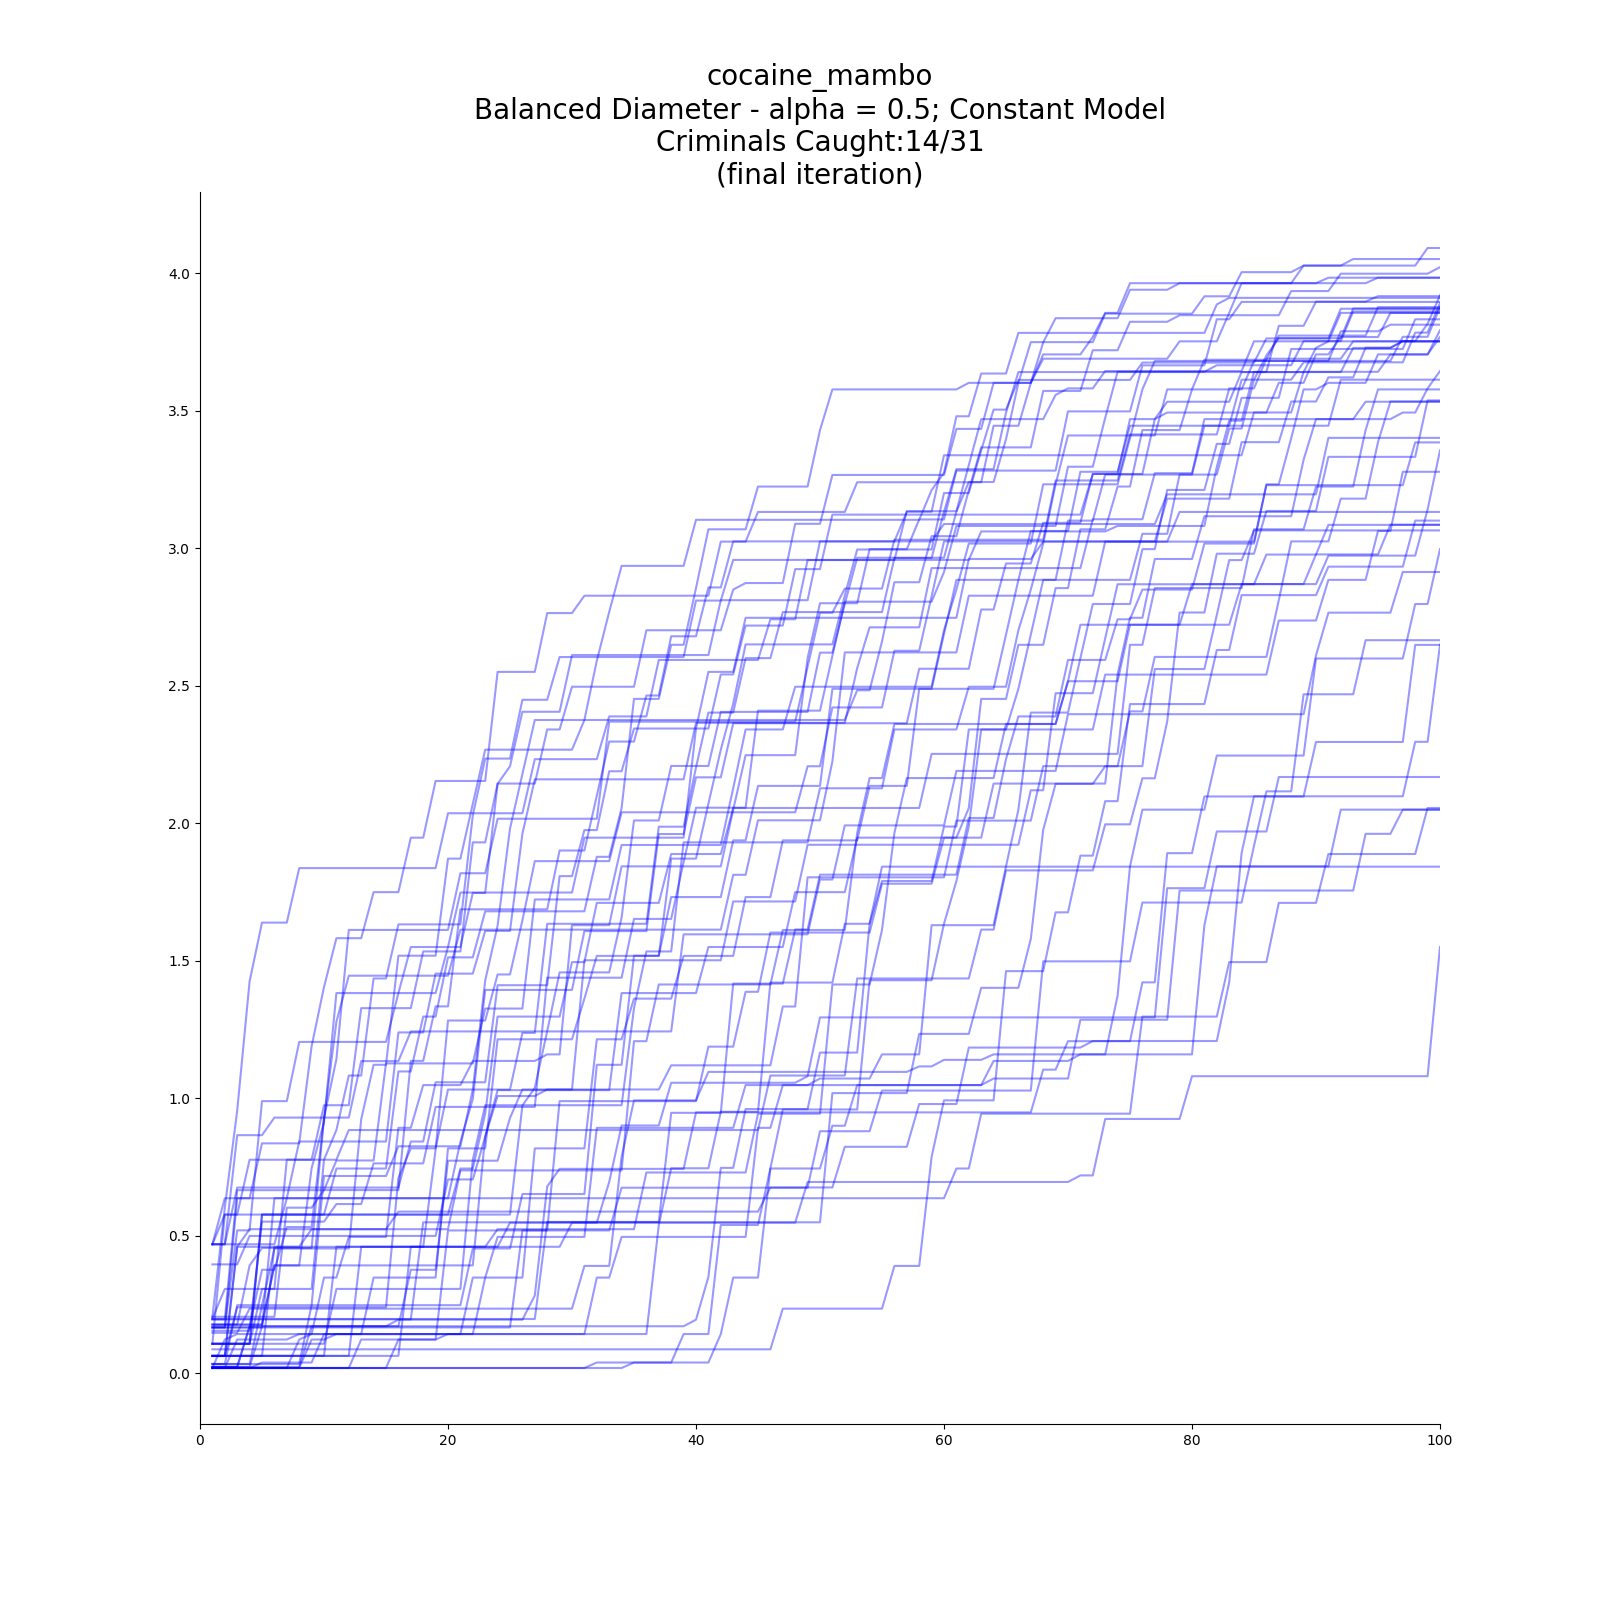 cocaine_mambo
Balanced Diameter - alpha = 0.5; Constant Model
Criminals Caught:14/31
(final iteration)
4.0
3.5
3.0
2.5
2.0
1.5
1.0
0.5
0.0
0 20 40 60 80 100